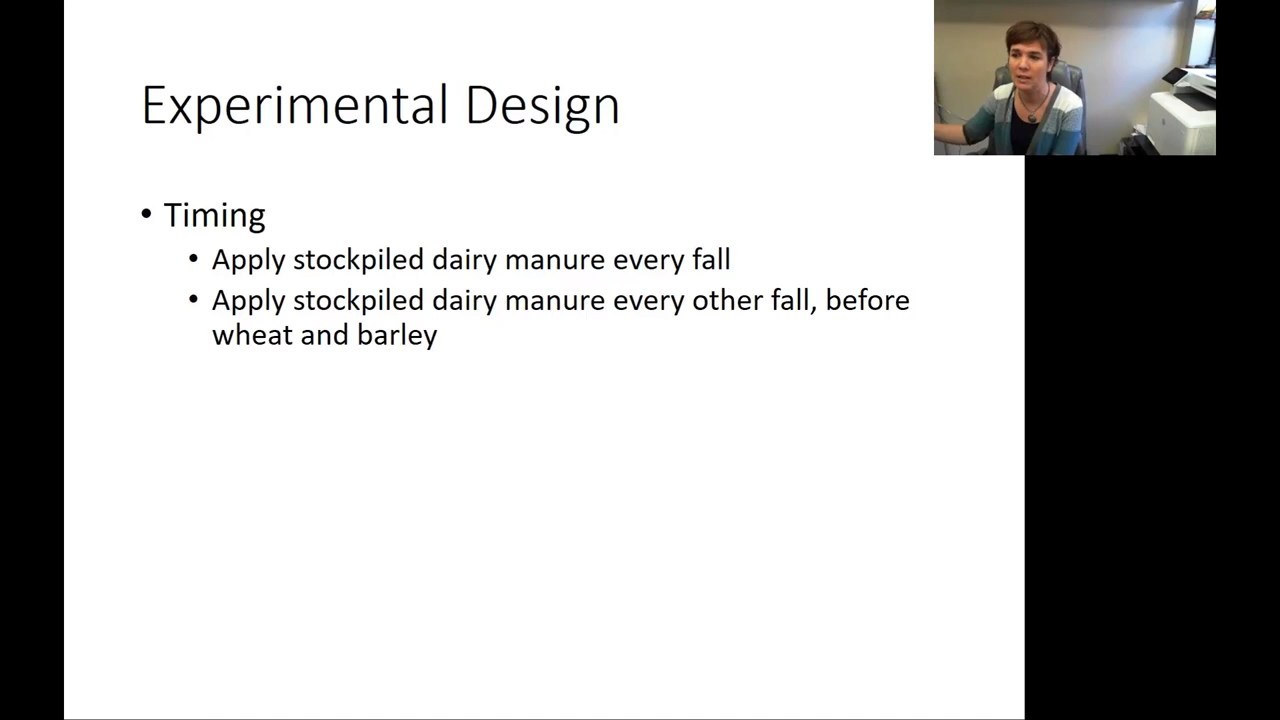 Experimental Design
• Timing
• Apply stockpiled dairy manure every fall
• Apply stockpiled dairy manure every other fall, before
wheat and barley